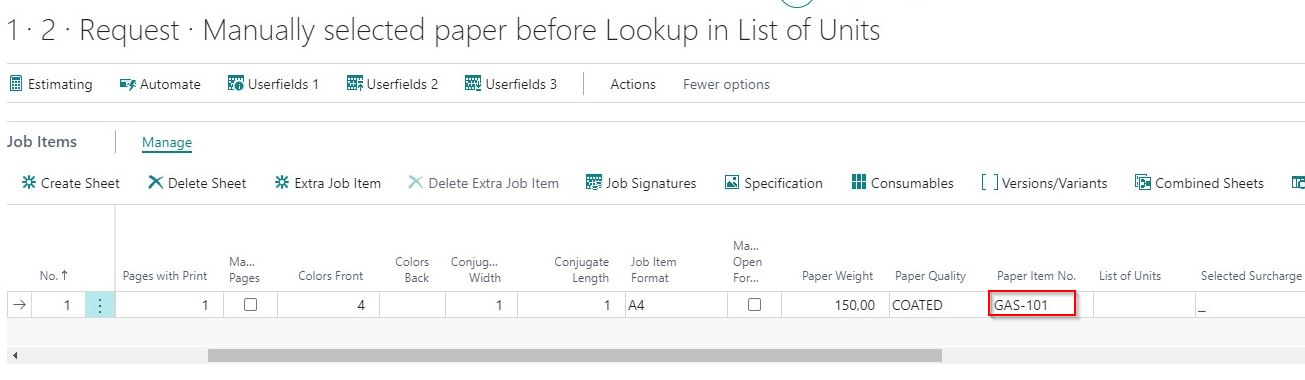 1 · 2 · Request · Manually selected paper before Lookup in List of Units
Estimating Automate Userfields 1 Userfields 2 Userfields 3 Actions Fewer options
Job Items Manage
Create Sheet Delete Sheet Extra Job Item Delete Extra Job Item Job Signatures Specification Consumables Versions/Variants Combined Sheets
No. ↑ Pages with Print Ma... Pages Colors Front Colors Back Conjug... Width Conjugate Length Job Item Format Ma... Open For... Paper Weight Paper Quality Paper Item No. List of Units Selected Surcharge
→ 1 1 4 1 1 A4 150,00 COATED GAS-101 _